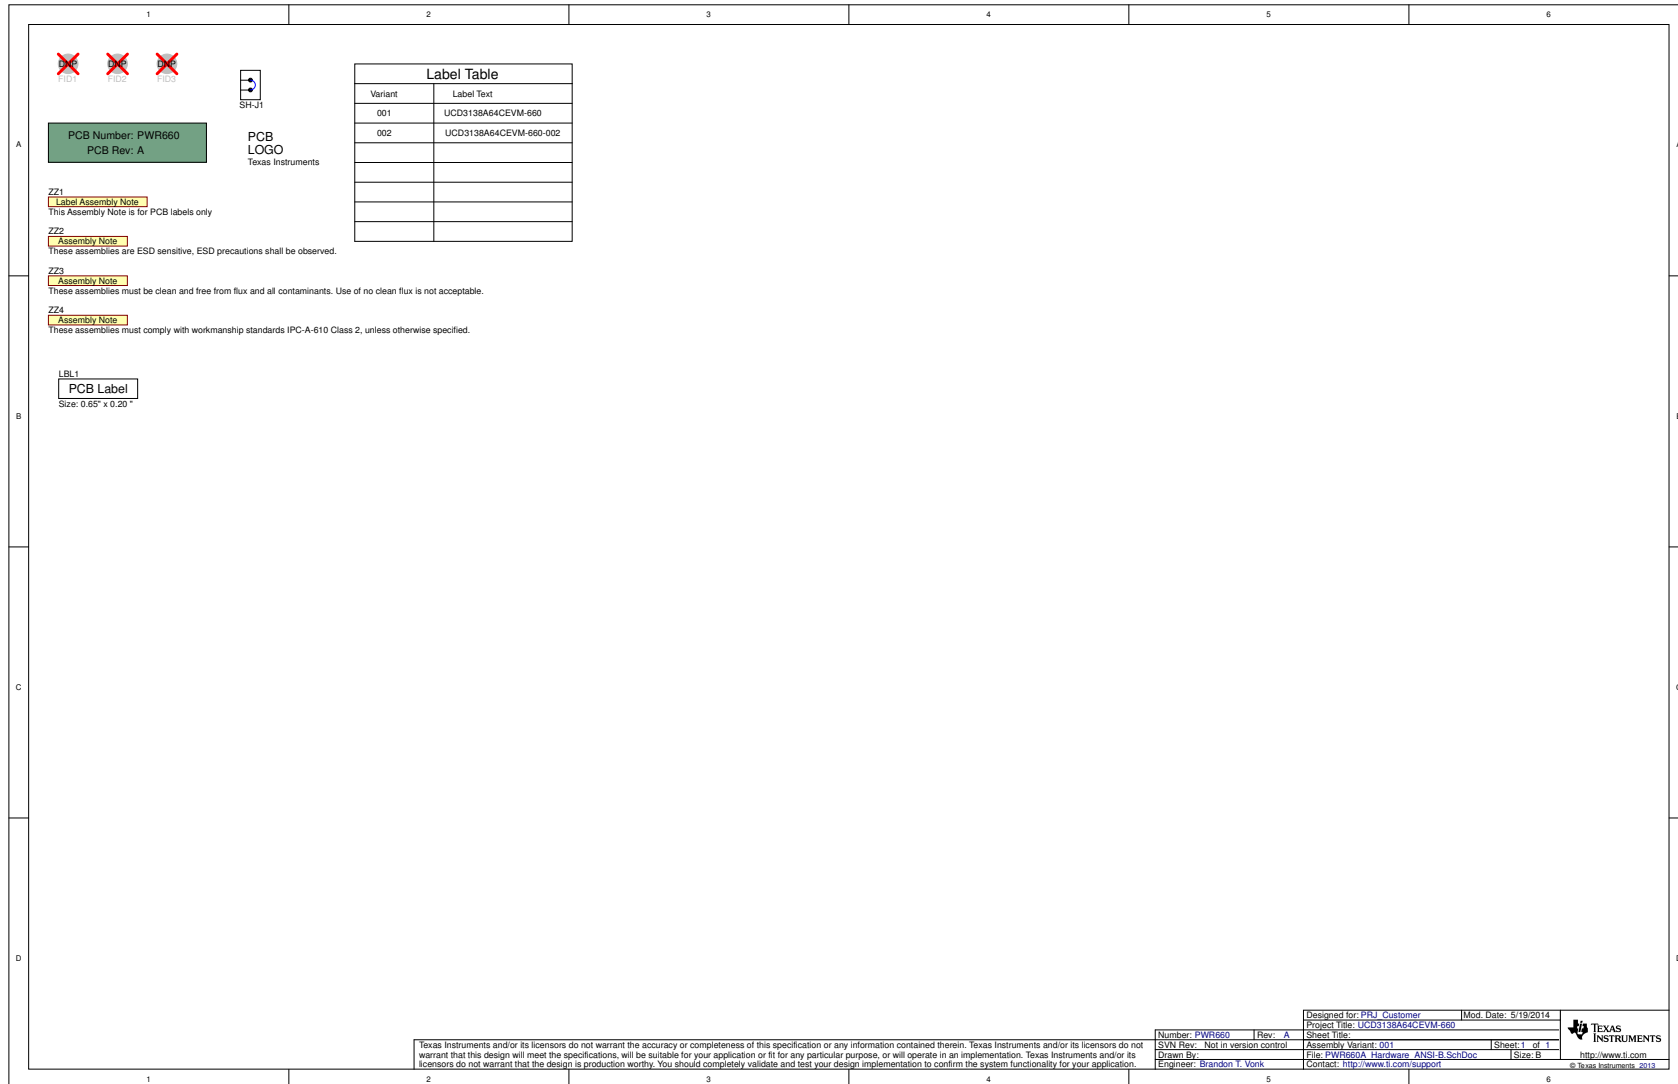 1 2 3 4 5 6
DNP DNP DNP
FID1 FID2 FID3
SH-J1
Label Table
Variant Label Text
001 UCD3138A64CEVM-660
002 UCD3138A64CEVM-660-002
PCB Number: PWR660
PCB Rev: A
PCB
LOGO
Texas Instruments
A
ZZ1
Label Assembly Note
This Assembly Note is for PCB labels only
ZZ2
Assembly Note
These assemblies are ESD sensitive, ESD precautions shall be observed.
ZZ3
Assembly Note
These assemblies must be clean and free from flux and all contaminants. Use of no clean flux is not acceptable.
ZZ4
Assembly Note
These assemblies must comply with workmanship standards IPC-A-610 Class 2, unless otherwise specified.
LBL1
PCB Label
Size: 0.65" x 0.20 "
B
C
D
Texas Instruments and/or its licensors do not warrant the accuracy or completeness of this specification or any information contained therein. Texas Instruments and/or its licensors do not
warrant that this design will meet the specifications, will be suitable for your application or fit for any particular purpose, or will operate in an implementation. Texas Instruments and/or its
licensors do not warrant that the design is production worthy. You should completely validate and test your design implementation to confirm the system functionality for your application.
Number: PWR660 Rev: A
SVN Rev: Not in version control
Drawn By:
Engineer: Brandon T. Vonk
Designed for: PRJ_Customer Mod. Date: 5/19/2014
Project Title: UCD3138A64CEVM-660
Sheet Title:
Assembly Variant: 001 Sheet: 1 of 1
File: PWR660A_Hardware_ANSI-B.SchDoc Size: B
Contact: http://www.ti.com/support
TEXAS
INSTRUMENTS
http://www.ti.com
© Texas Instruments 2013
1 2 3 4 5 6